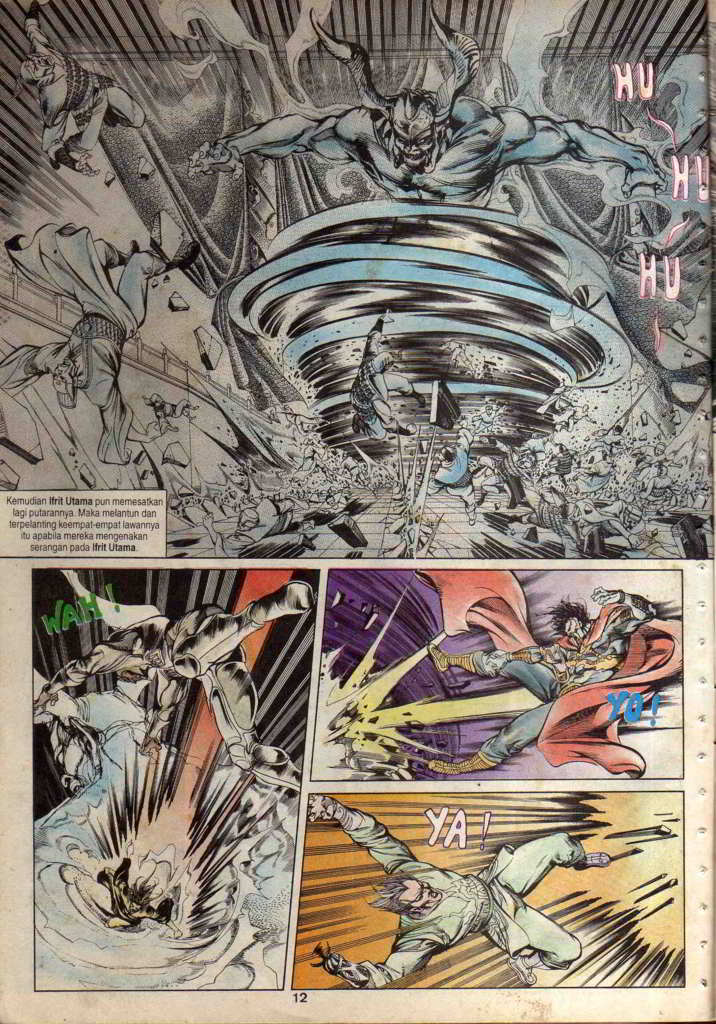 HU
HU
HU
Kemudian Ifrit Utama pun memesatkan
lagi putarannya. Maka melantun dan
terpelanting keempat-empat lawannya
itu apabila mereka mengenakan
serangan pada Ifrit Utama.
WAH!
YO!
YA!
12